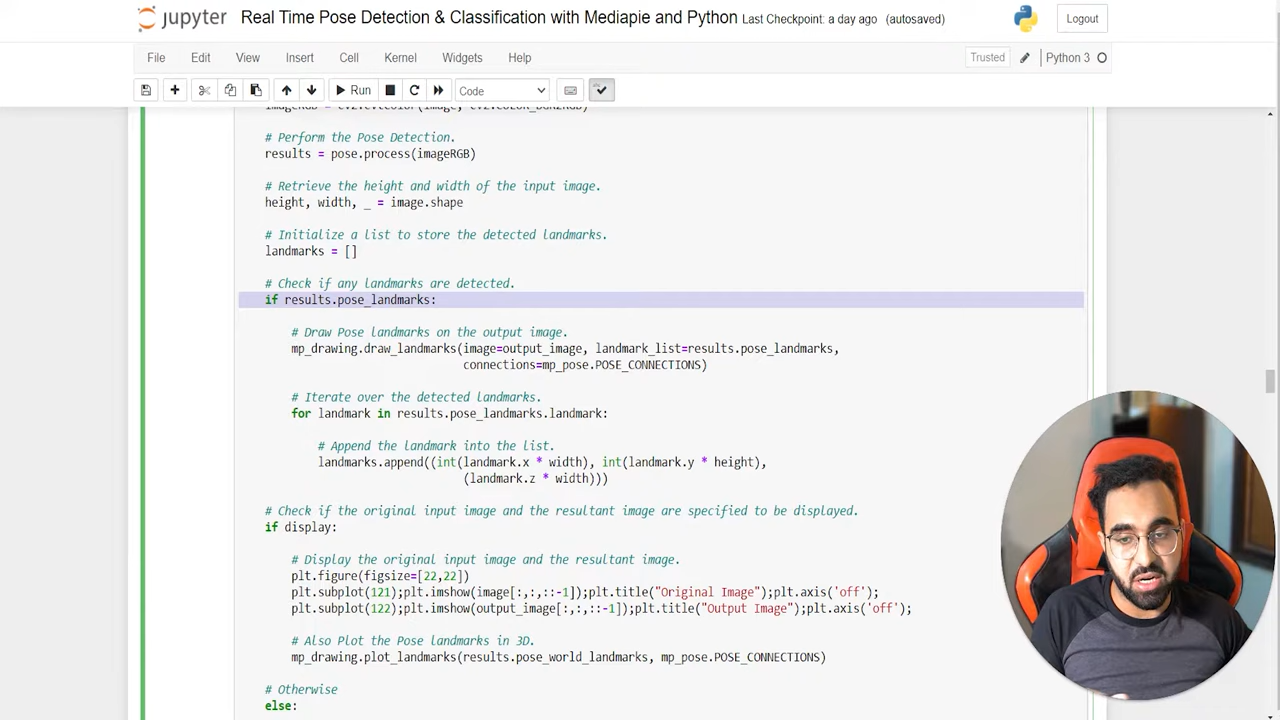 jupyter Real Time Pose Detection & Classification with Mediapie and Python Last Checkpoint: a day ago (autosaved) Logout
File Edit View Insert Cell Kernel Widgets Help Trusted Python 3
Run Code
imageRGB = cv2.cvtColor(image, cv2.COLOR_BGR2RGB)
# Perform the Pose Detection.
results = pose.process(imageRGB)
# Retrieve the height and width of the input image.
height, width, _ = image.shape
# Initialize a list to store the detected landmarks.
landmarks = []
# Check if any landmarks are detected.
if results.pose_landmarks:
# Draw Pose landmarks on the output image.
mp_drawing.draw_landmarks(image=output_image, landmark_list=results.pose_landmarks,
connections=mp_pose.POSE_CONNECTIONS)
# Iterate over the detected landmarks.
for landmark in results.pose_landmarks.landmark:
# Append the landmark into the list.
landmarks.append((int(landmark.x * width), int(landmark.y * height),
(landmark.z * width)))
# Check if the original input image and the resultant image are specified to be displayed.
if display:
# Display the original input image and the resultant image.
plt.figure(figsize=[22,22])
plt.subplot(121);plt.imshow(image[:,:,::-1]);plt.title("Original Image");plt.axis('off');
plt.subplot(122);plt.imshow(output_image[:,:,::-1]);plt.title("Output Image");plt.axis('off');
# Also Plot the Pose landmarks in 3D.
mp_drawing.plot_landmarks(results.pose_world_landmarks, mp_pose.POSE_CONNECTIONS)
# Otherwise
else: